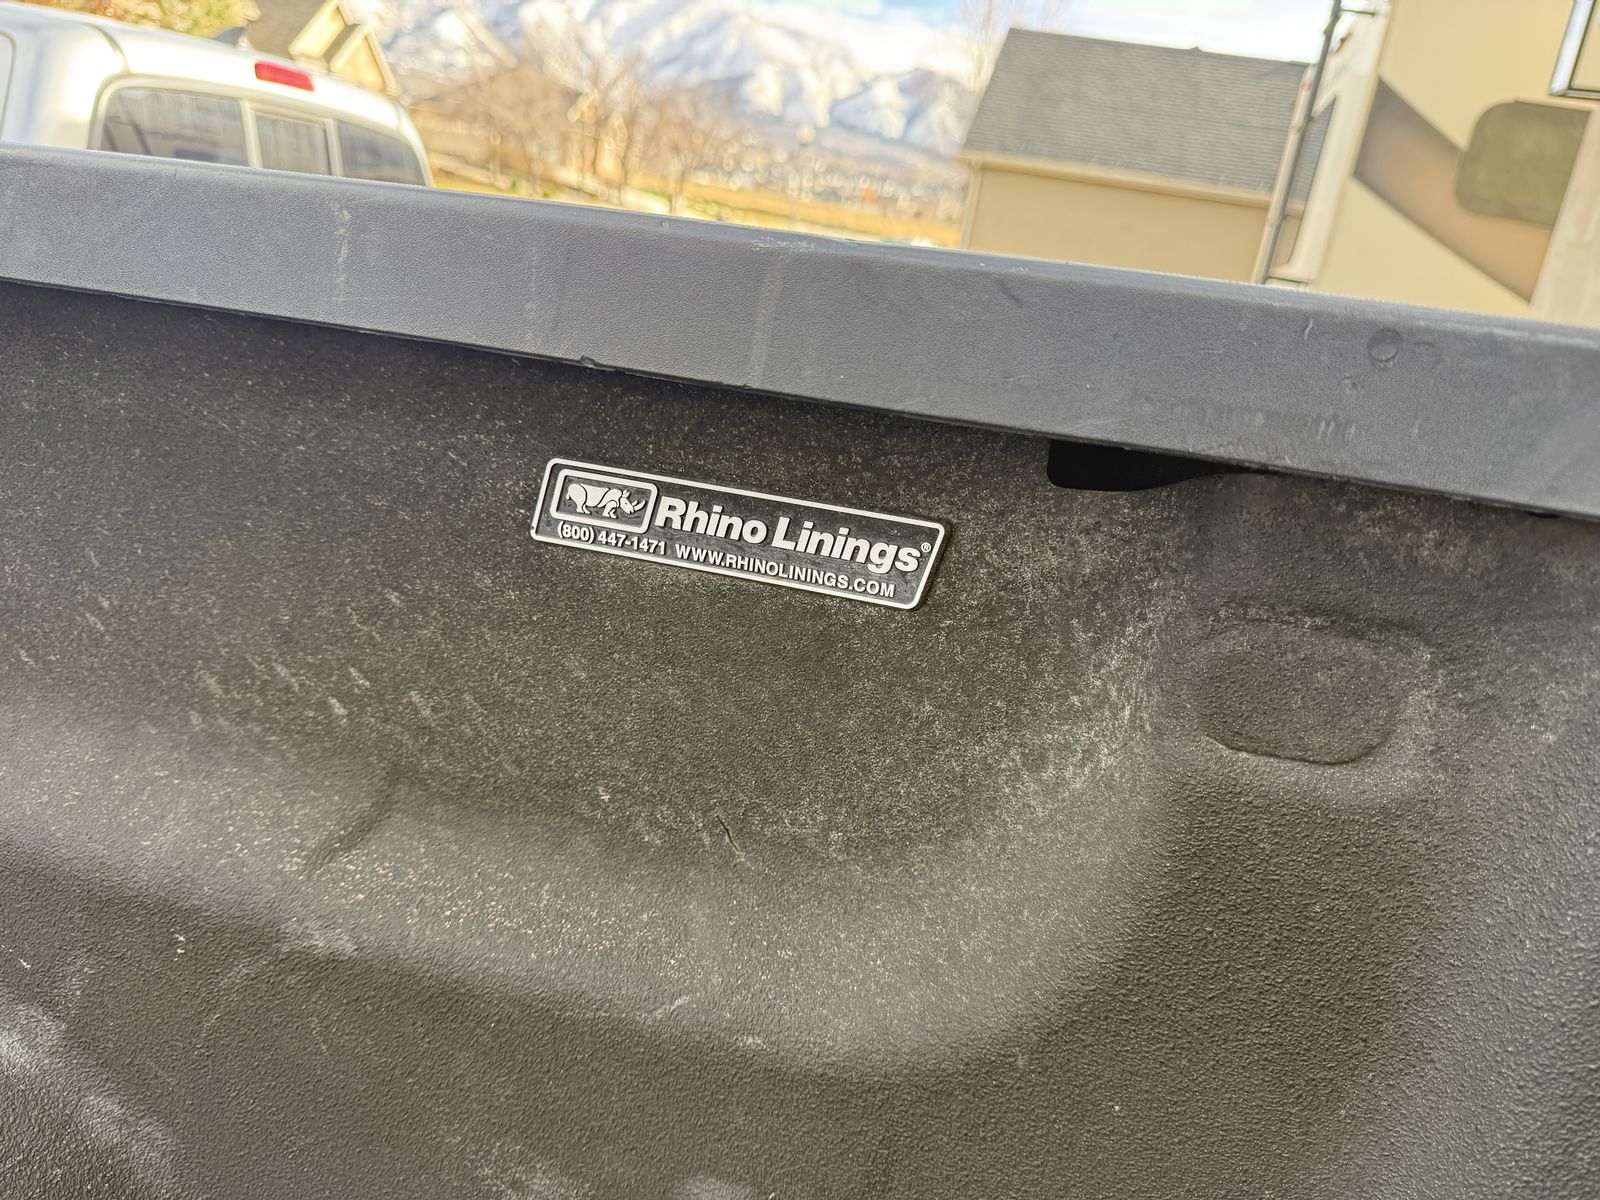 Rhino Linings®
(800) 447-1471 WWW.RHINOLININGS.COM